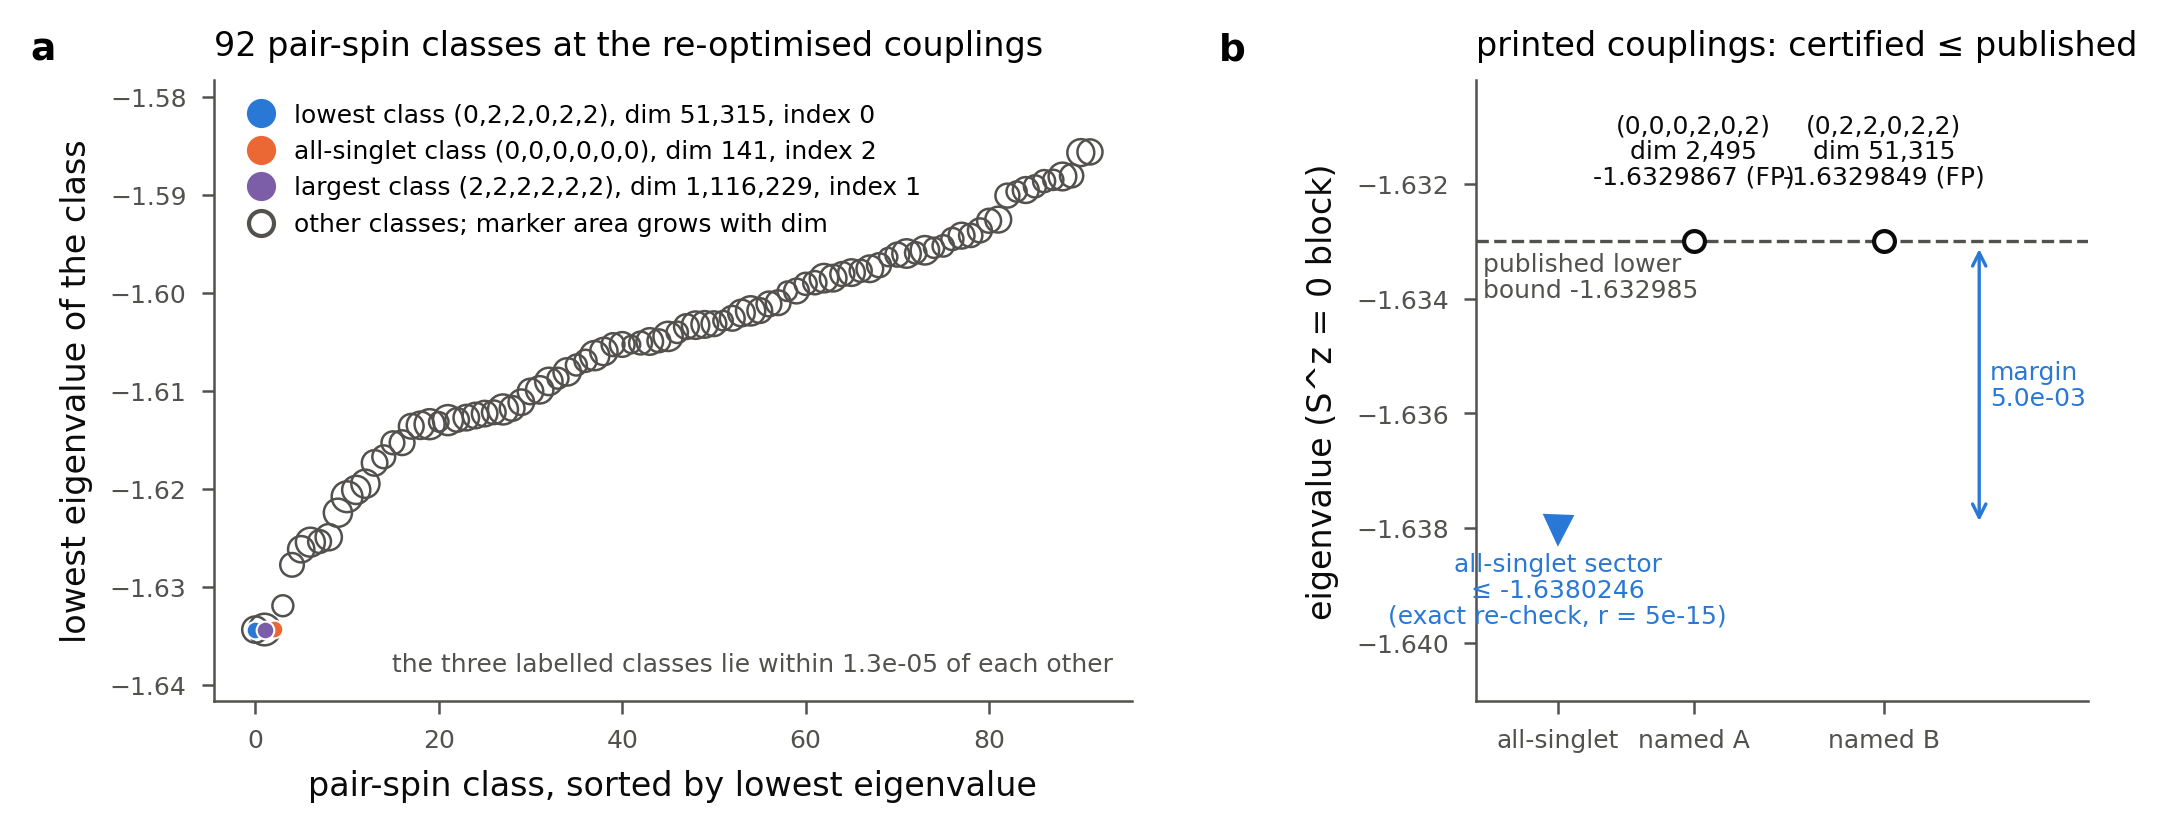 a
92 pair-spin classes at the re-optimised couplings
lowest eigenvalue of the class
−1.58
−1.59
−1.60
−1.61
−1.62
−1.63
−1.64
lowest class (0,2,2,0,2,2), dim 51,315, index 0
all-singlet class (0,0,0,0,0,0), dim 141, index 2
largest class (2,2,2,2,2,2), dim 1,116,229, index 1
other classes; marker area grows with dim
the three labelled classes lie within 1.3e-05 of each other
0
20
40
60
80
pair-spin class, sorted by lowest eigenvalue
b
printed couplings: certified ≤ published
eigenvalue (S^z = 0 block)
−1.632
−1.634
−1.636
−1.638
−1.640
(0,0,0,2,0,2)
dim 2,495
-1.6329867 (FP)
(0,2,2,0,2,2)
dim 51,315
-1.6329849 (FP)
published lower
bound -1.632985
margin
5.0e-03
all-singlet sector
≤ -1.6380246
(exact re-check, r = 5e-15)
all-singlet
named A
named B